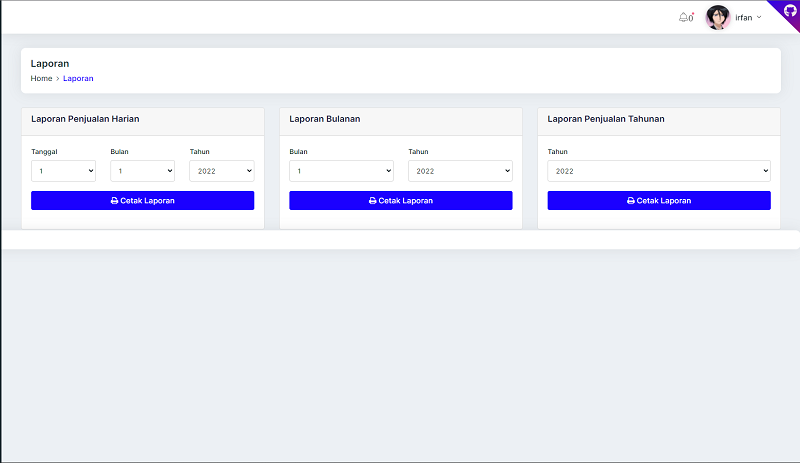 0 irfan
Laporan
Home > Laporan
Laporan Penjualan Harian
Tanggal Bulan Tahun
1 1 2022
Cetak Laporan
Laporan Bulanan
Bulan Tahun
1 2022
Cetak Laporan
Laporan Penjualan Tahunan
Tahun
2022
Cetak Laporan